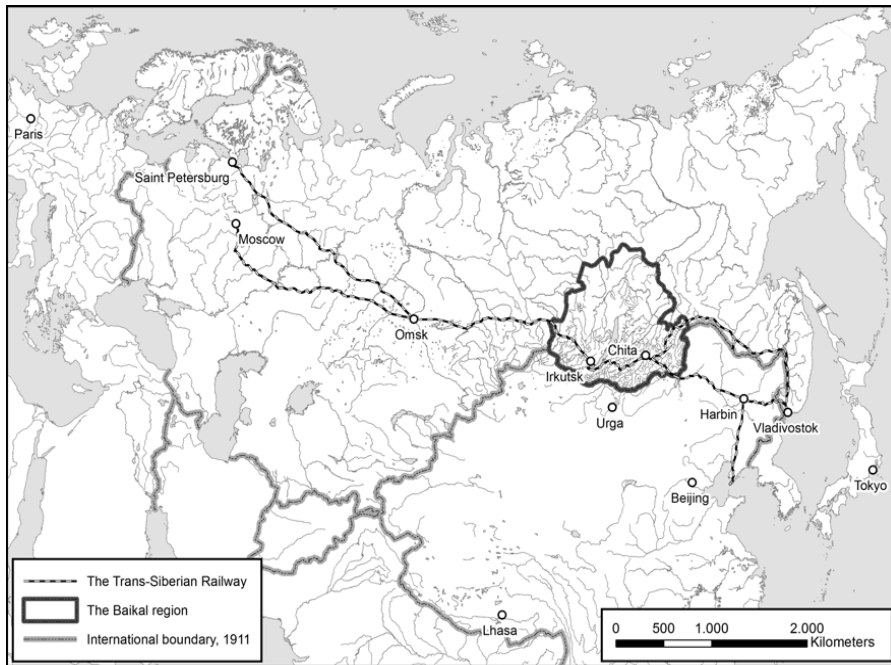 Paris
Saint Petersburg
Moscow
Omsk
Chita
Irkutsk
Urga
Harbin
Vladivostok
Beijing
Tokyo
Lhasa
The Trans-Siberian Railway
The Baikal region
International boundary, 1911
0 500 1.000 2.000
Kilometers